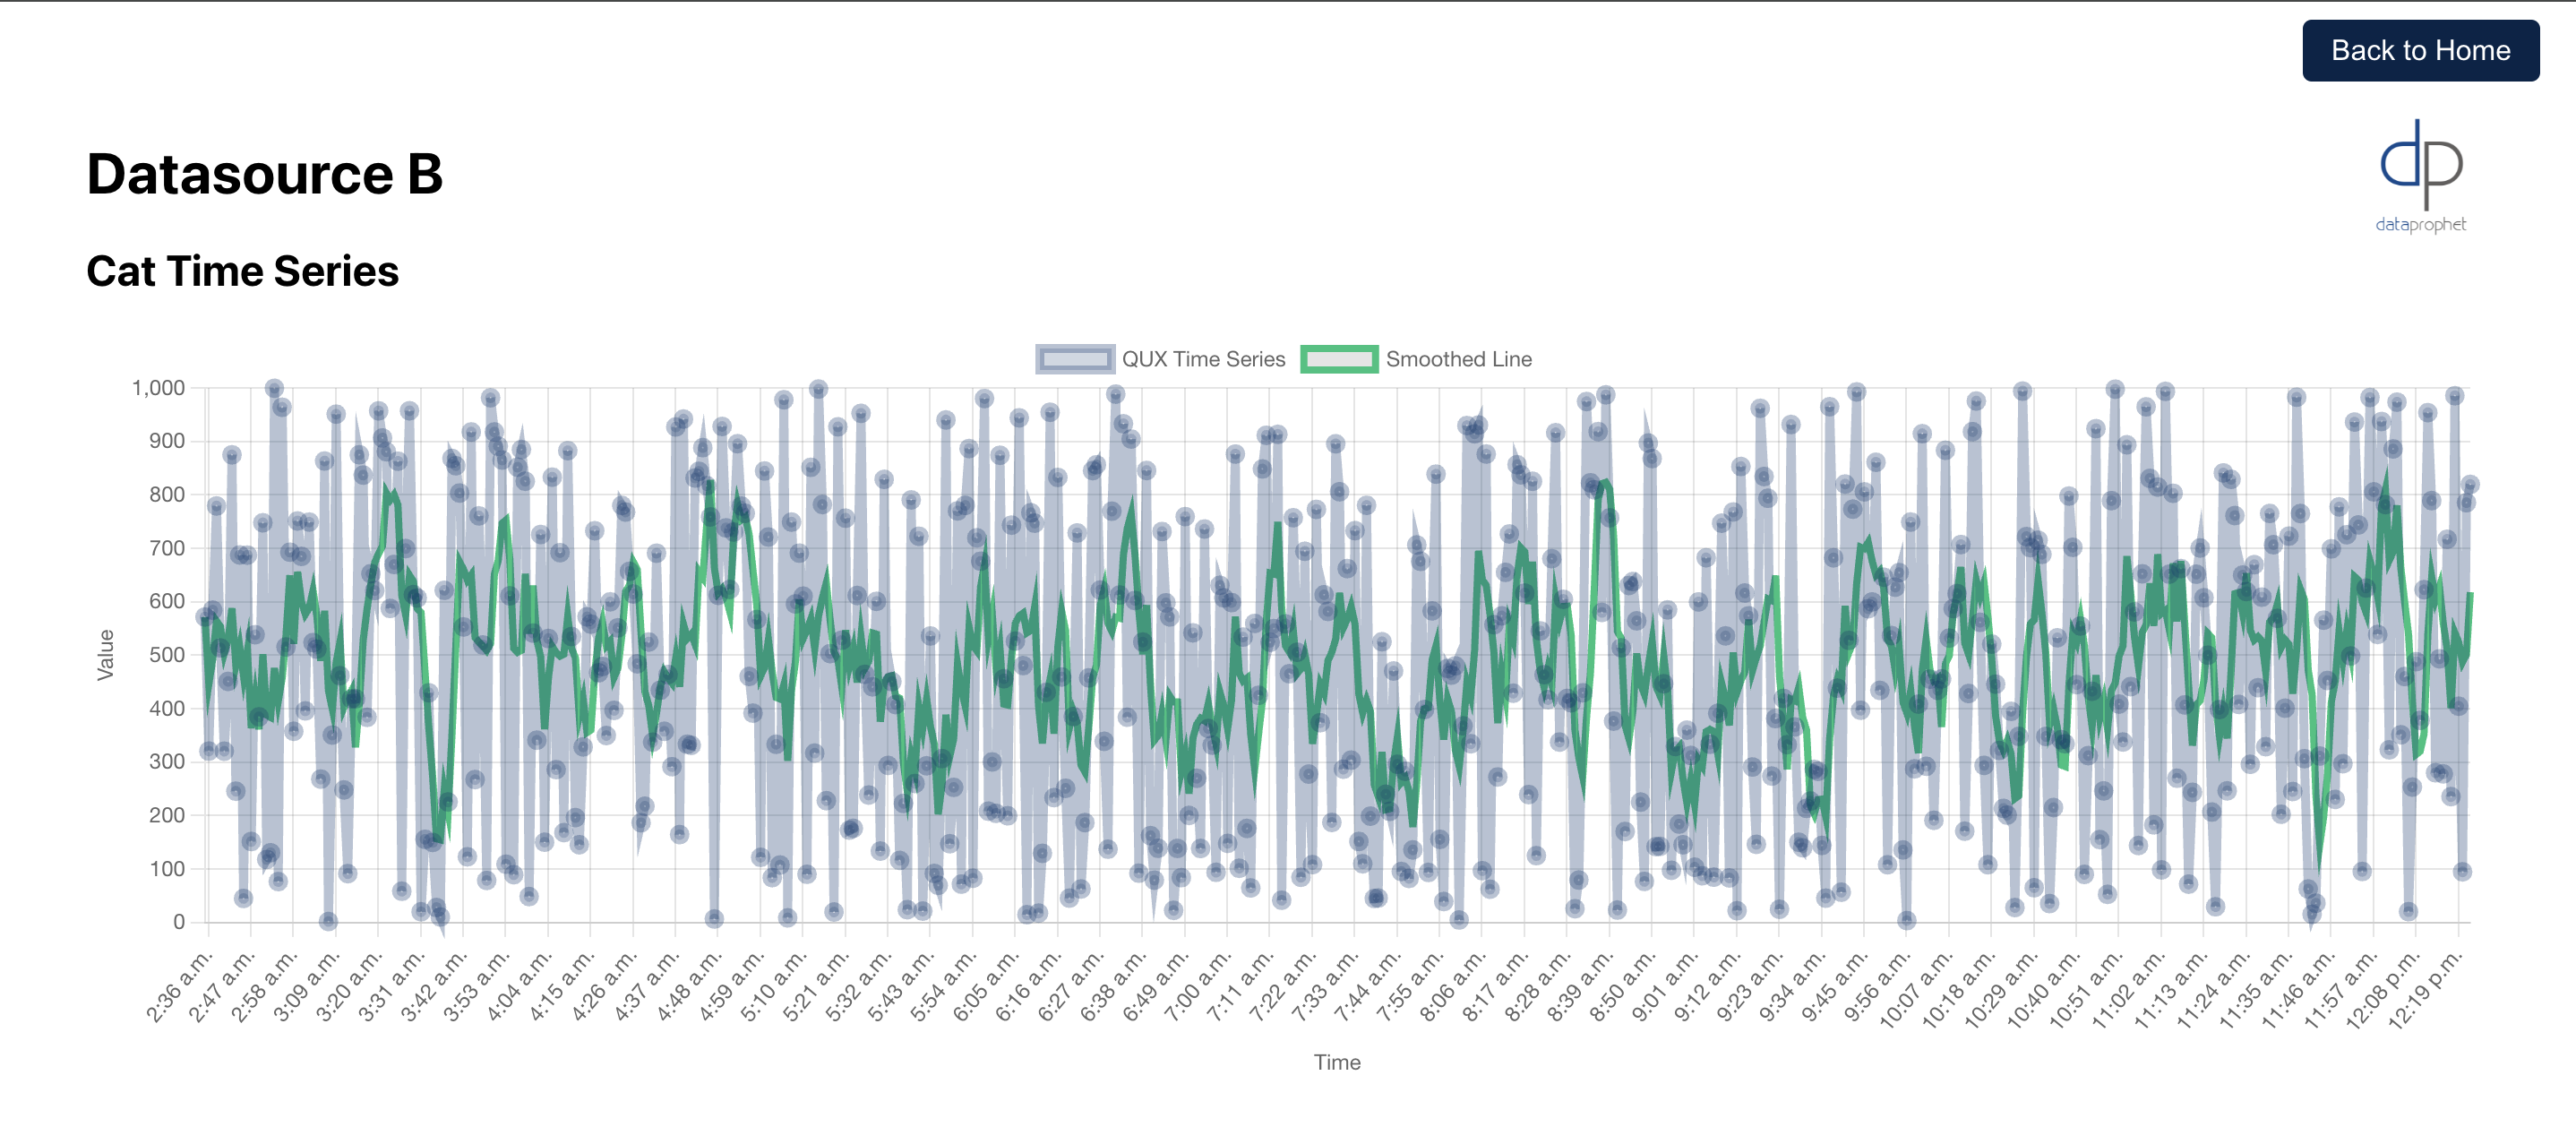 Back to Home
dataprophet
Datasource B
Cat Time Series
QUX Time Series
Smoothed Line
1,000
900
800
700
600
500
400
300
200
100
0
Value
2:36 a.m.
2:47 a.m.
2:58 a.m.
3:09 a.m.
3:20 a.m.
3:31 a.m.
3:42 a.m.
3:53 a.m.
4:04 a.m.
4:15 a.m.
4:26 a.m.
4:37 a.m.
4:48 a.m.
4:59 a.m.
5:10 a.m.
5:21 a.m.
5:32 a.m.
5:43 a.m.
5:54 a.m.
6:05 a.m.
6:16 a.m.
6:27 a.m.
6:38 a.m.
6:49 a.m.
7:00 a.m.
7:11 a.m.
7:22 a.m.
7:33 a.m.
7:44 a.m.
7:55 a.m.
8:06 a.m.
8:17 a.m.
8:28 a.m.
8:39 a.m.
8:50 a.m.
9:01 a.m.
9:12 a.m.
9:23 a.m.
9:34 a.m.
9:45 a.m.
9:56 a.m.
10:07 a.m.
10:18 a.m.
10:29 a.m.
10:40 a.m.
10:51 a.m.
11:02 a.m.
11:13 a.m.
11:24 a.m.
11:35 a.m.
11:46 a.m.
11:57 a.m.
12:08 p.m.
12:19 p.m.
Time